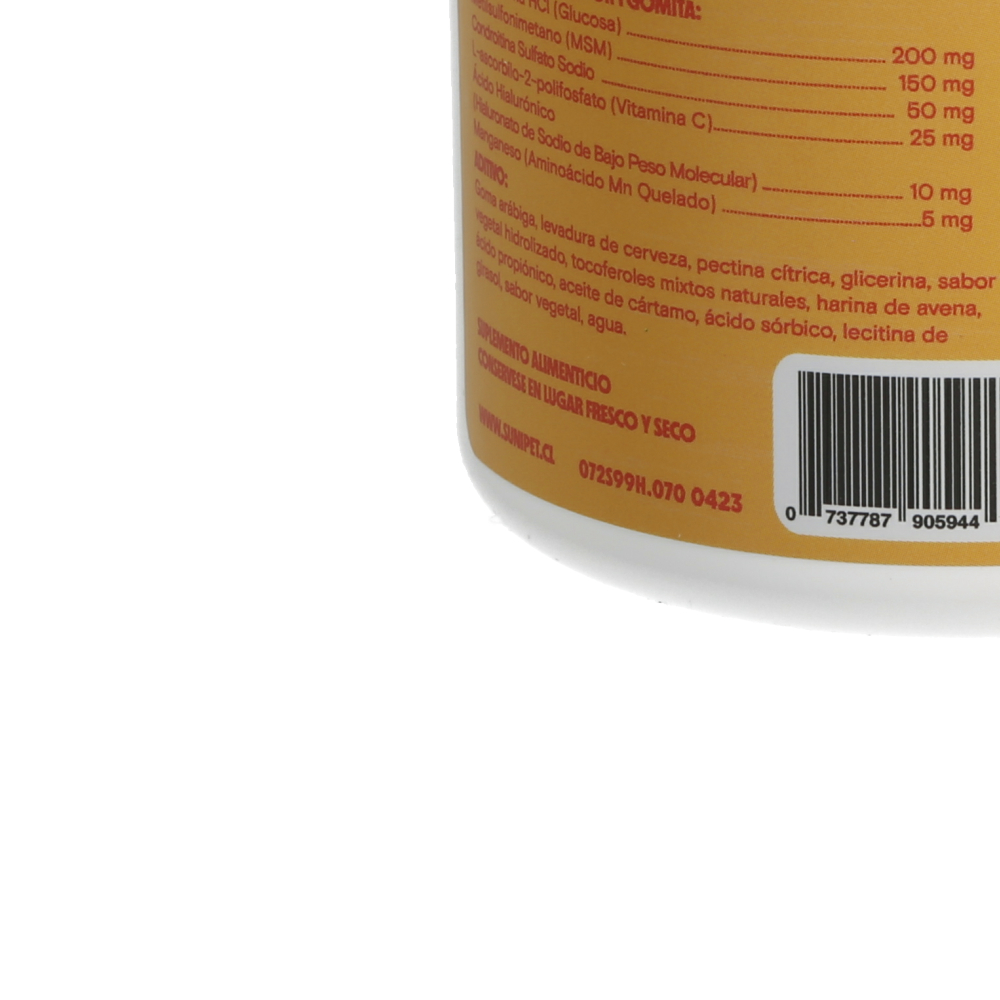 GOMITA:
HCl (Glucosa) 200 mg
(MSM) 150 mg
Condroitina Sulfato Sodio 50 mg
L-ascorbilo-2-polifosfato (Vitamina C) 25 mg
Ácido Hialurónico
(Hialuronato de Sodio de Bajo Peso Molecular) 10 mg
Manganeso (Aminoácido Mn Quelado) 5 mg
ADITIVO:
Goma arábiga, levadura de cerveza, pectina cítrica, glicerina, sabor
vegetal hidrolizado, tocoferoles mixtos naturales, harina de avena,
ácido propiónico, aceite de cártamo, ácido sórbico, lecitina de
girasol, sabor vegetal, agua.
SUPLEMENTO ALIMENTICIO
CONSERVESE EN LUGAR FRESCO Y SECO
WWW.SUNIPET.CL
072S99H.070 0423
0 737787 905944